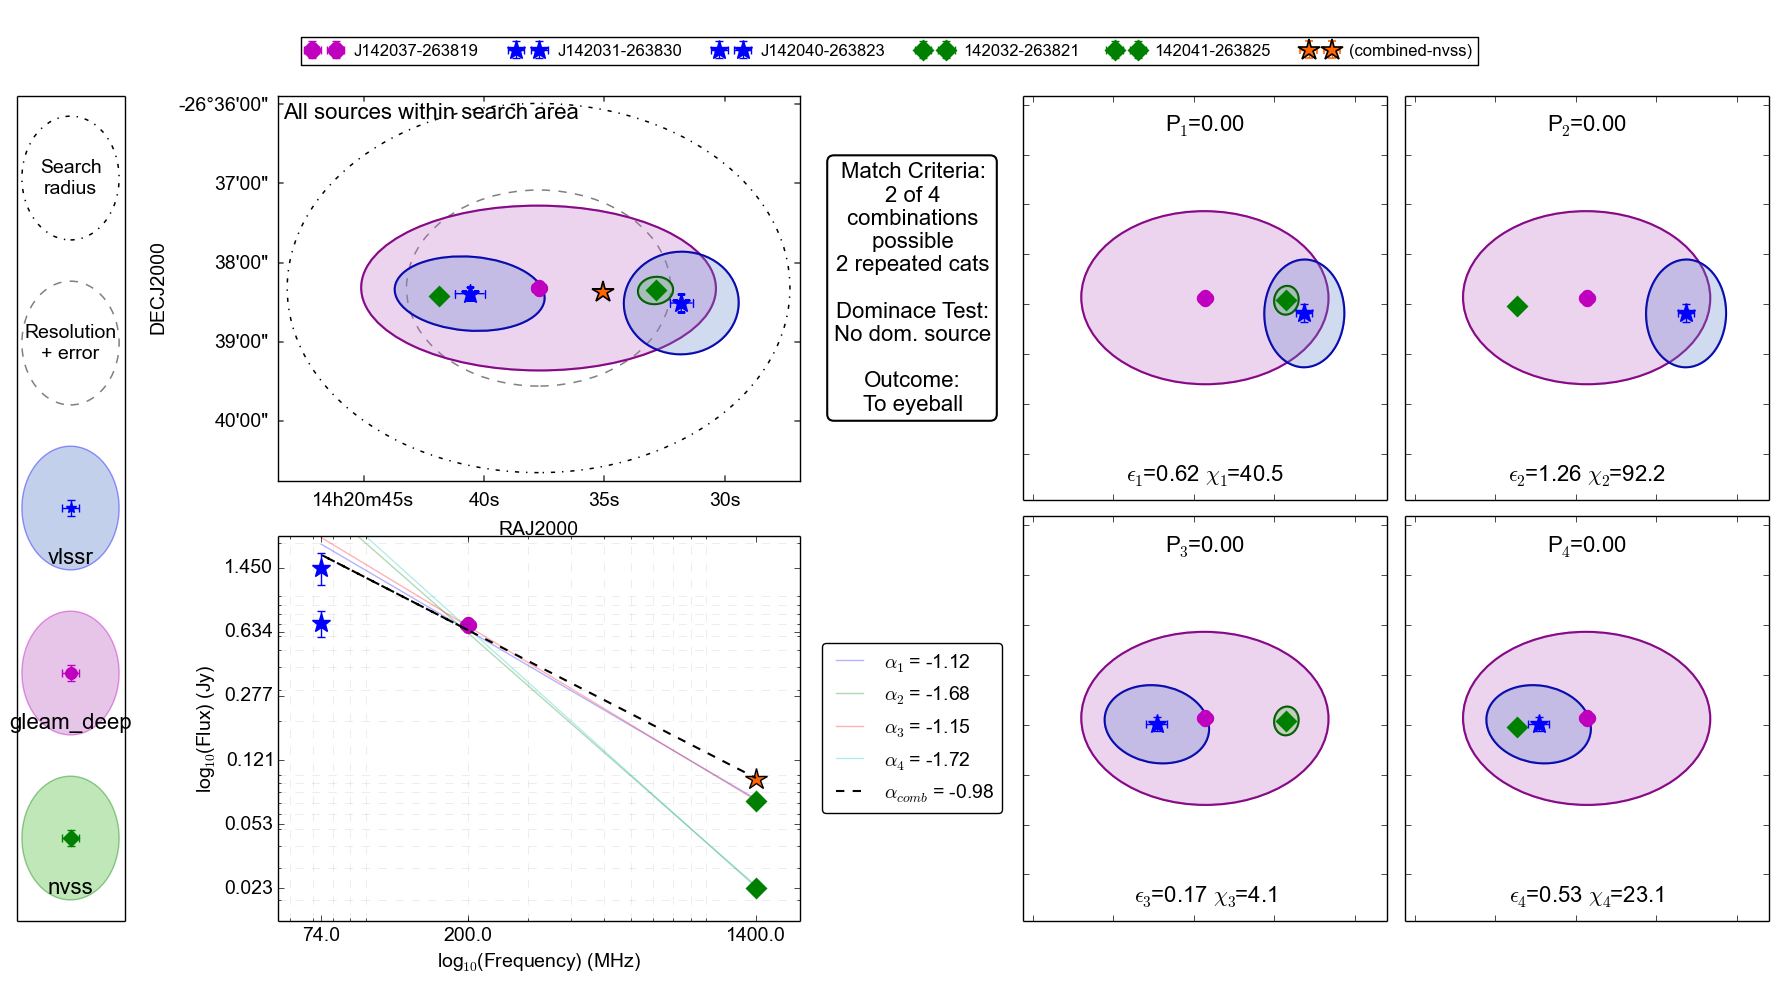 J142037-263819 J142031-263830 J142040-263823 142032-263821 142041-263825 (combined-nvss)
Search
radius
Resolution
+ error
vlssr
gleam_deep
nvss
All sources within search area
DECJ2000
-26°36'00"
37'00"
38'00"
39'00"
40'00"
14h20m45s 40s 35s 30s
RAJ2000
Match Criteria:
2 of 4
combinations
possible
2 repeated cats
Dominace Test:
No dom. source
Outcome:
To eyeball
P₁=0.00
ϵ₁=0.62 χ₁=40.5
P₂=0.00
ϵ₂=1.26 χ₂=92.2
log₁₀(Flux) (Jy)
1.450
0.634
0.277
0.121
0.053
0.023
74.0 200.0 1400.0
log₁₀(Frequency) (MHz)
α₁ = -1.12
α₂ = -1.68
α₃ = -1.15
α₄ = -1.72
α_comb = -0.98
P₃=0.00
ϵ₃=0.17 χ₃=4.1
P₄=0.00
ϵ₄=0.53 χ₄=23.1